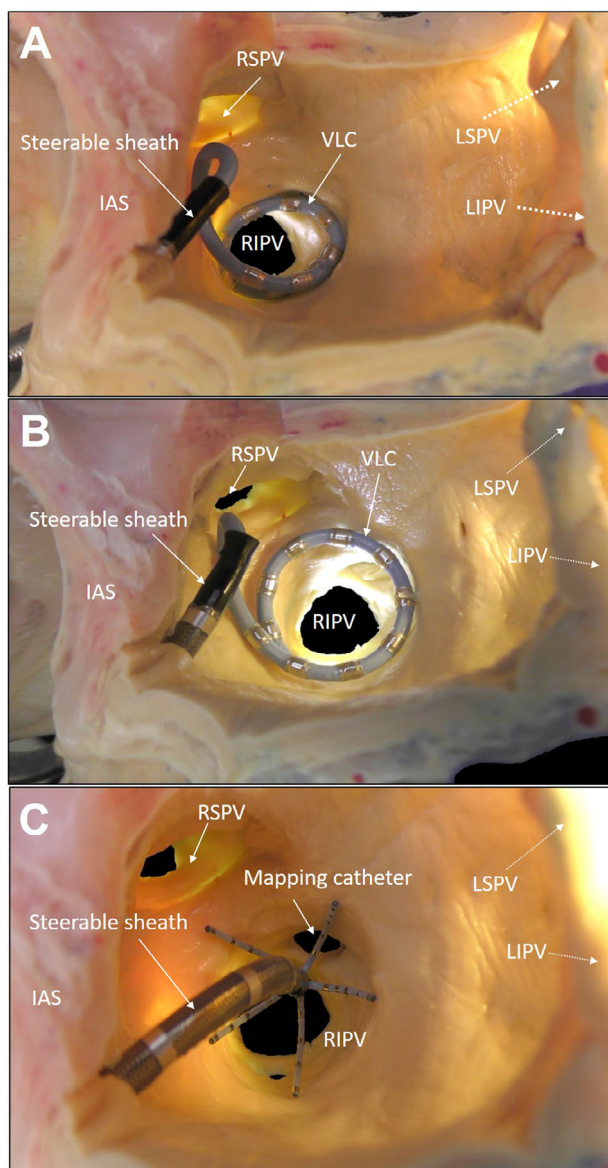 A
RSPV
Steerable sheath
VLC
LSPV
IAS
LIPV
RIPV
B
RSPV
VLC
LSPV
Steerable sheath
LIPV
IAS
RIPV
C
RSPV
LSPV
Mapping catheter
Steerable sheath
LIPV
IAS
RIPV